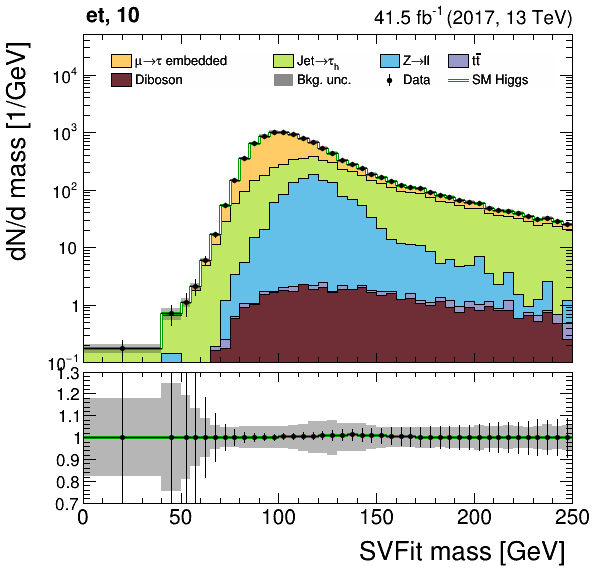 et, 10 41.5 fb⁻¹ (2017, 13 TeV)
dN/d mass [1/GeV]
μ→τ embedded Jet→τₕ Z→ll tt̄
Diboson Bkg. unc. Data SM Higgs
10⁴
10³
10²
10
1
10⁻¹
1.3
1.2
1.1
1
0.9
0.8
0.7
0 50 100 150 200 250
SVFit mass [GeV]